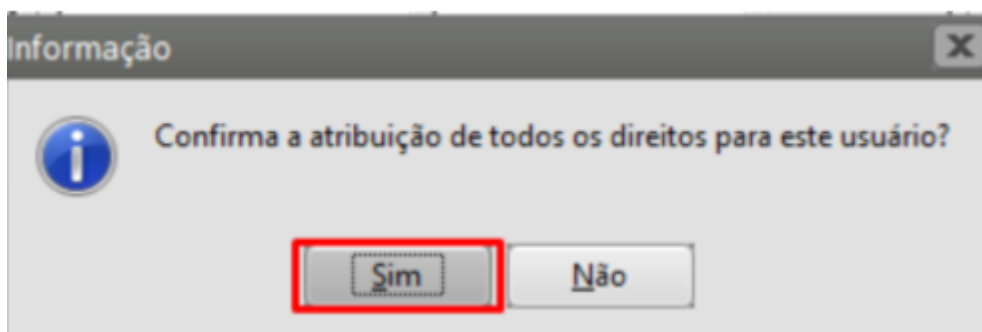 Informação
Confirma a atribuição de todos os direitos para este usuário?
Sim
Não